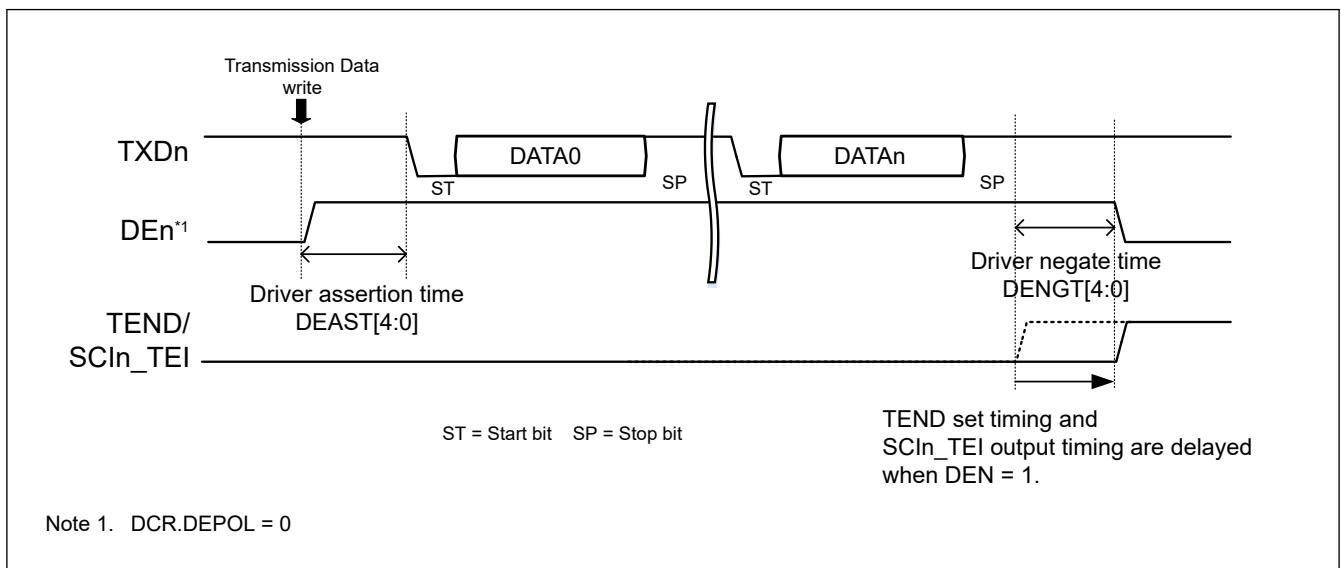 Transmission Data
write
TXDn
DATA0
DATAn
ST
SP
ST
SP
DEn*1
Driver assertion time
DEAST[4:0]
Driver negate time
DENGT[4:0]
TEND/
SCIn_TEI
ST = Start bit SP = Stop bit
TEND set timing and
SCIn_TEI output timing are delayed
when DEN = 1.
Note 1. DCR.DEPOL = 0